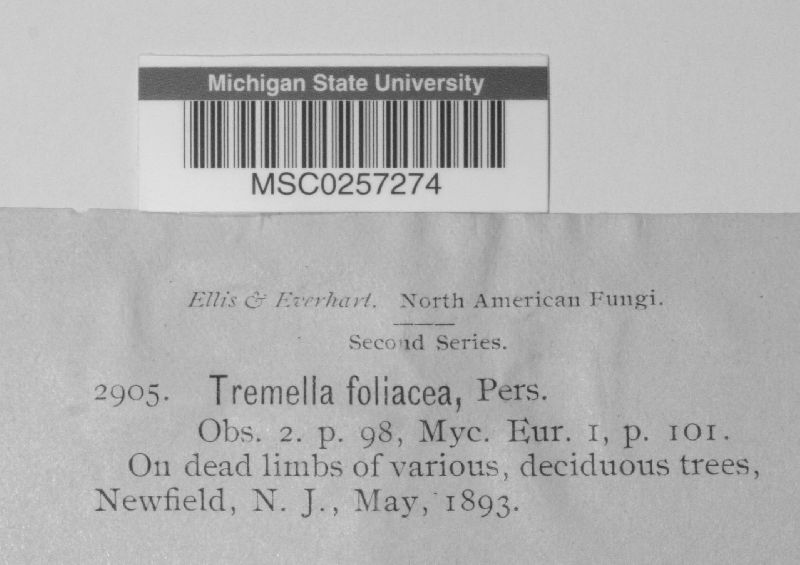 Michigan State University
MSC0257274
Ellis & Everhart. North American Fungi.
Second Series.
2905. Tremella foliacea, Pers.
Obs. 2. p. 98, Myc. Eur. 1, p. 101.
On dead limbs of various, deciduous trees,
Newfield, N. J., May, 1893.